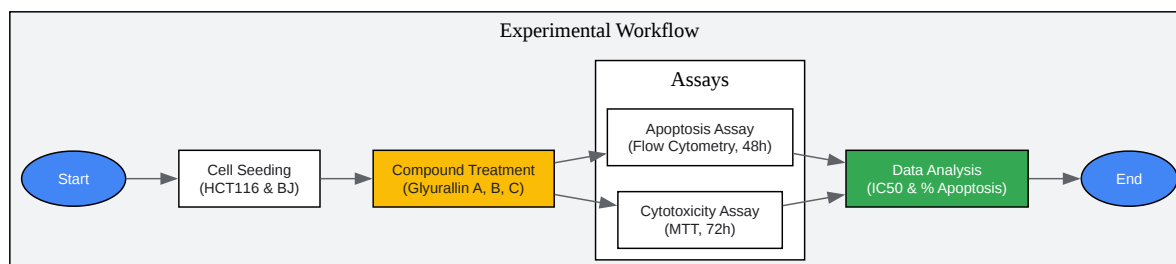 Experimental Workflow
Assays
Start
Cell Seeding
(HCT116 & BJ)
Compound Treatment
(Glyurallin A, B, C)
Apoptosis Assay
(Flow Cytometry, 48h)
Cytotoxicity Assay
(MTT, 72h)
Data Analysis
(IC50 & % Apoptosis)
End